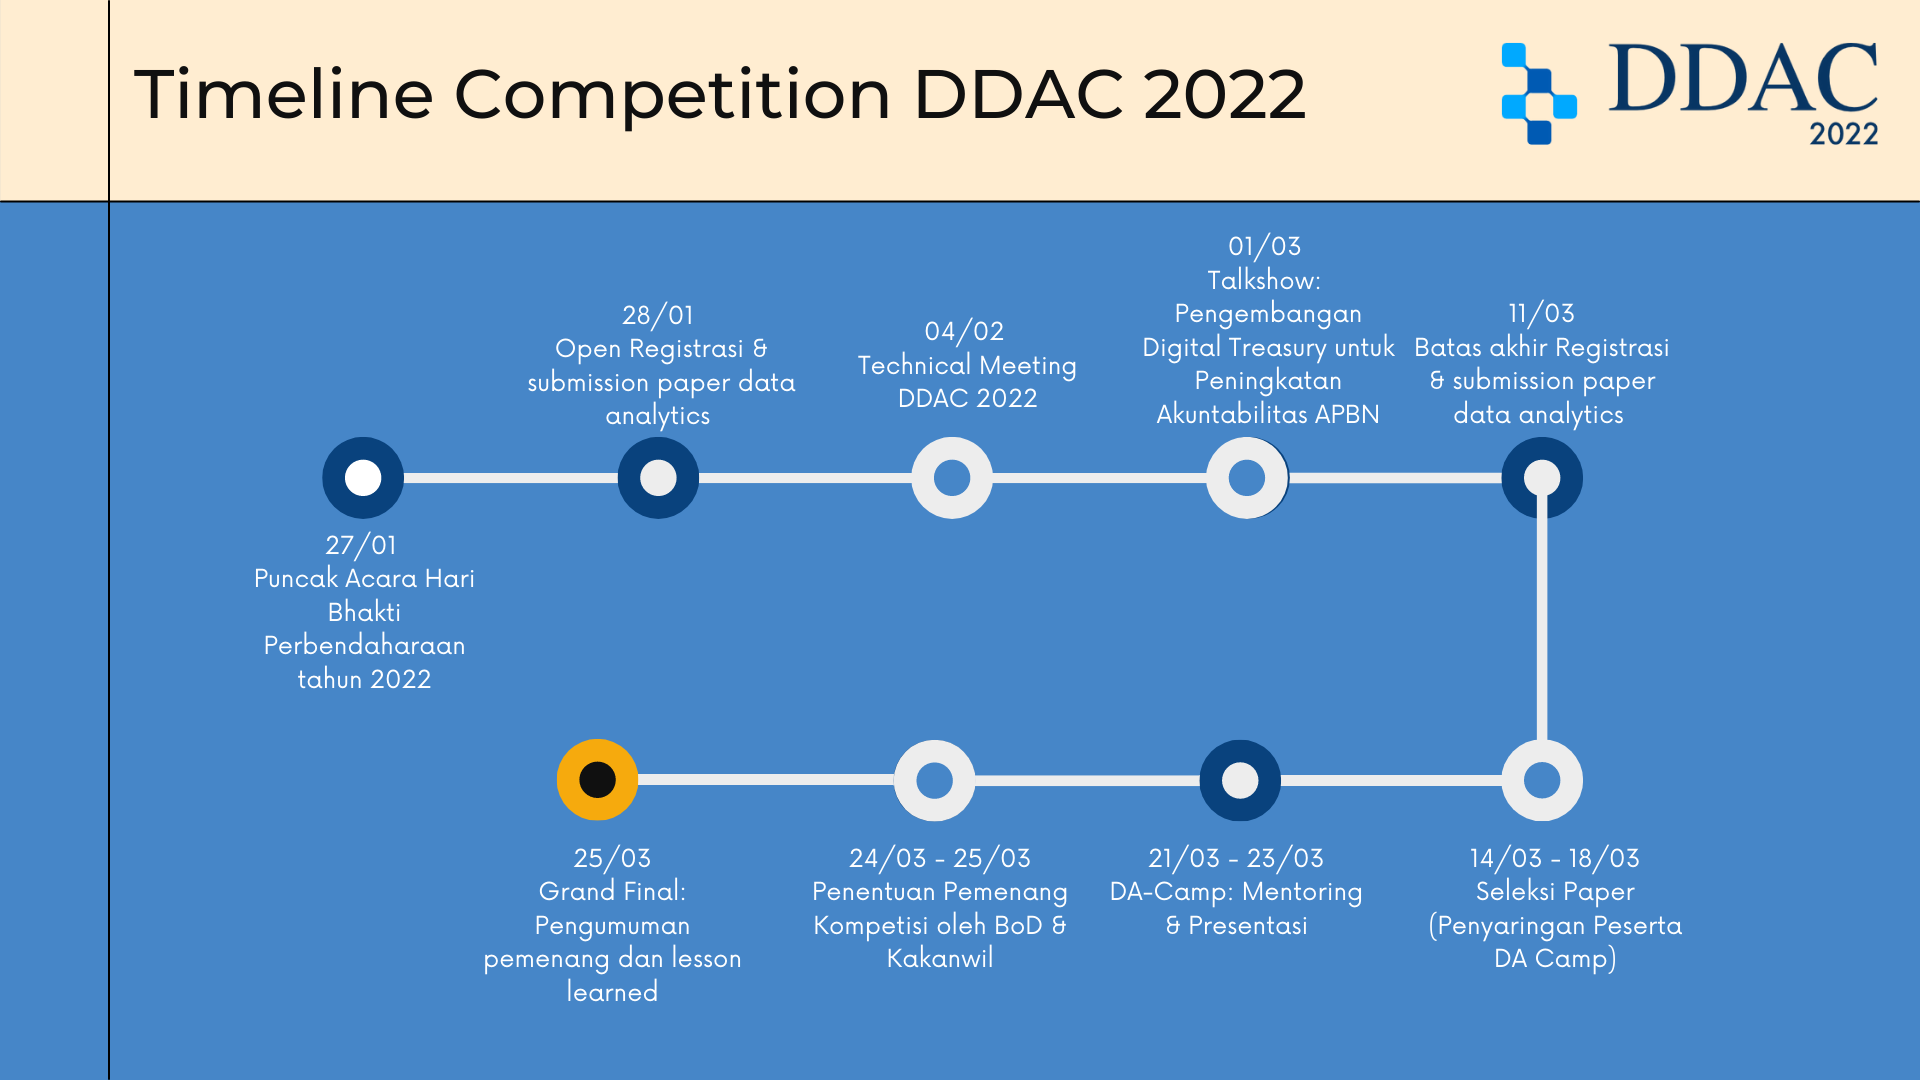 Timeline Competition DDAC 2022
DDAC
2022
27/01
Puncak Acara Hari
Bhakti
Perbendaharaan
tahun 2022
28/01
Open Registrasi &
submission paper data
analytics
04/02
Technical Meeting
DDAC 2022
01/03
Talkshow:
Pengembangan
Digital Treasury untuk
Peningkatan
Akuntabilitas APBN
11/03
Batas akhir Registrasi
& submission paper
data analytics
14/03 - 18/03
Seleksi Paper
(Penyaringan Peserta
DA Camp)
21/03 - 23/03
DA-Camp: Mentoring
& Presentasi
24/03 - 25/03
Penentuan Pemenang
Kompetisi oleh BoD &
Kakanwil
25/03
Grand Final:
Pengumuman
pemenang dan lesson
learned